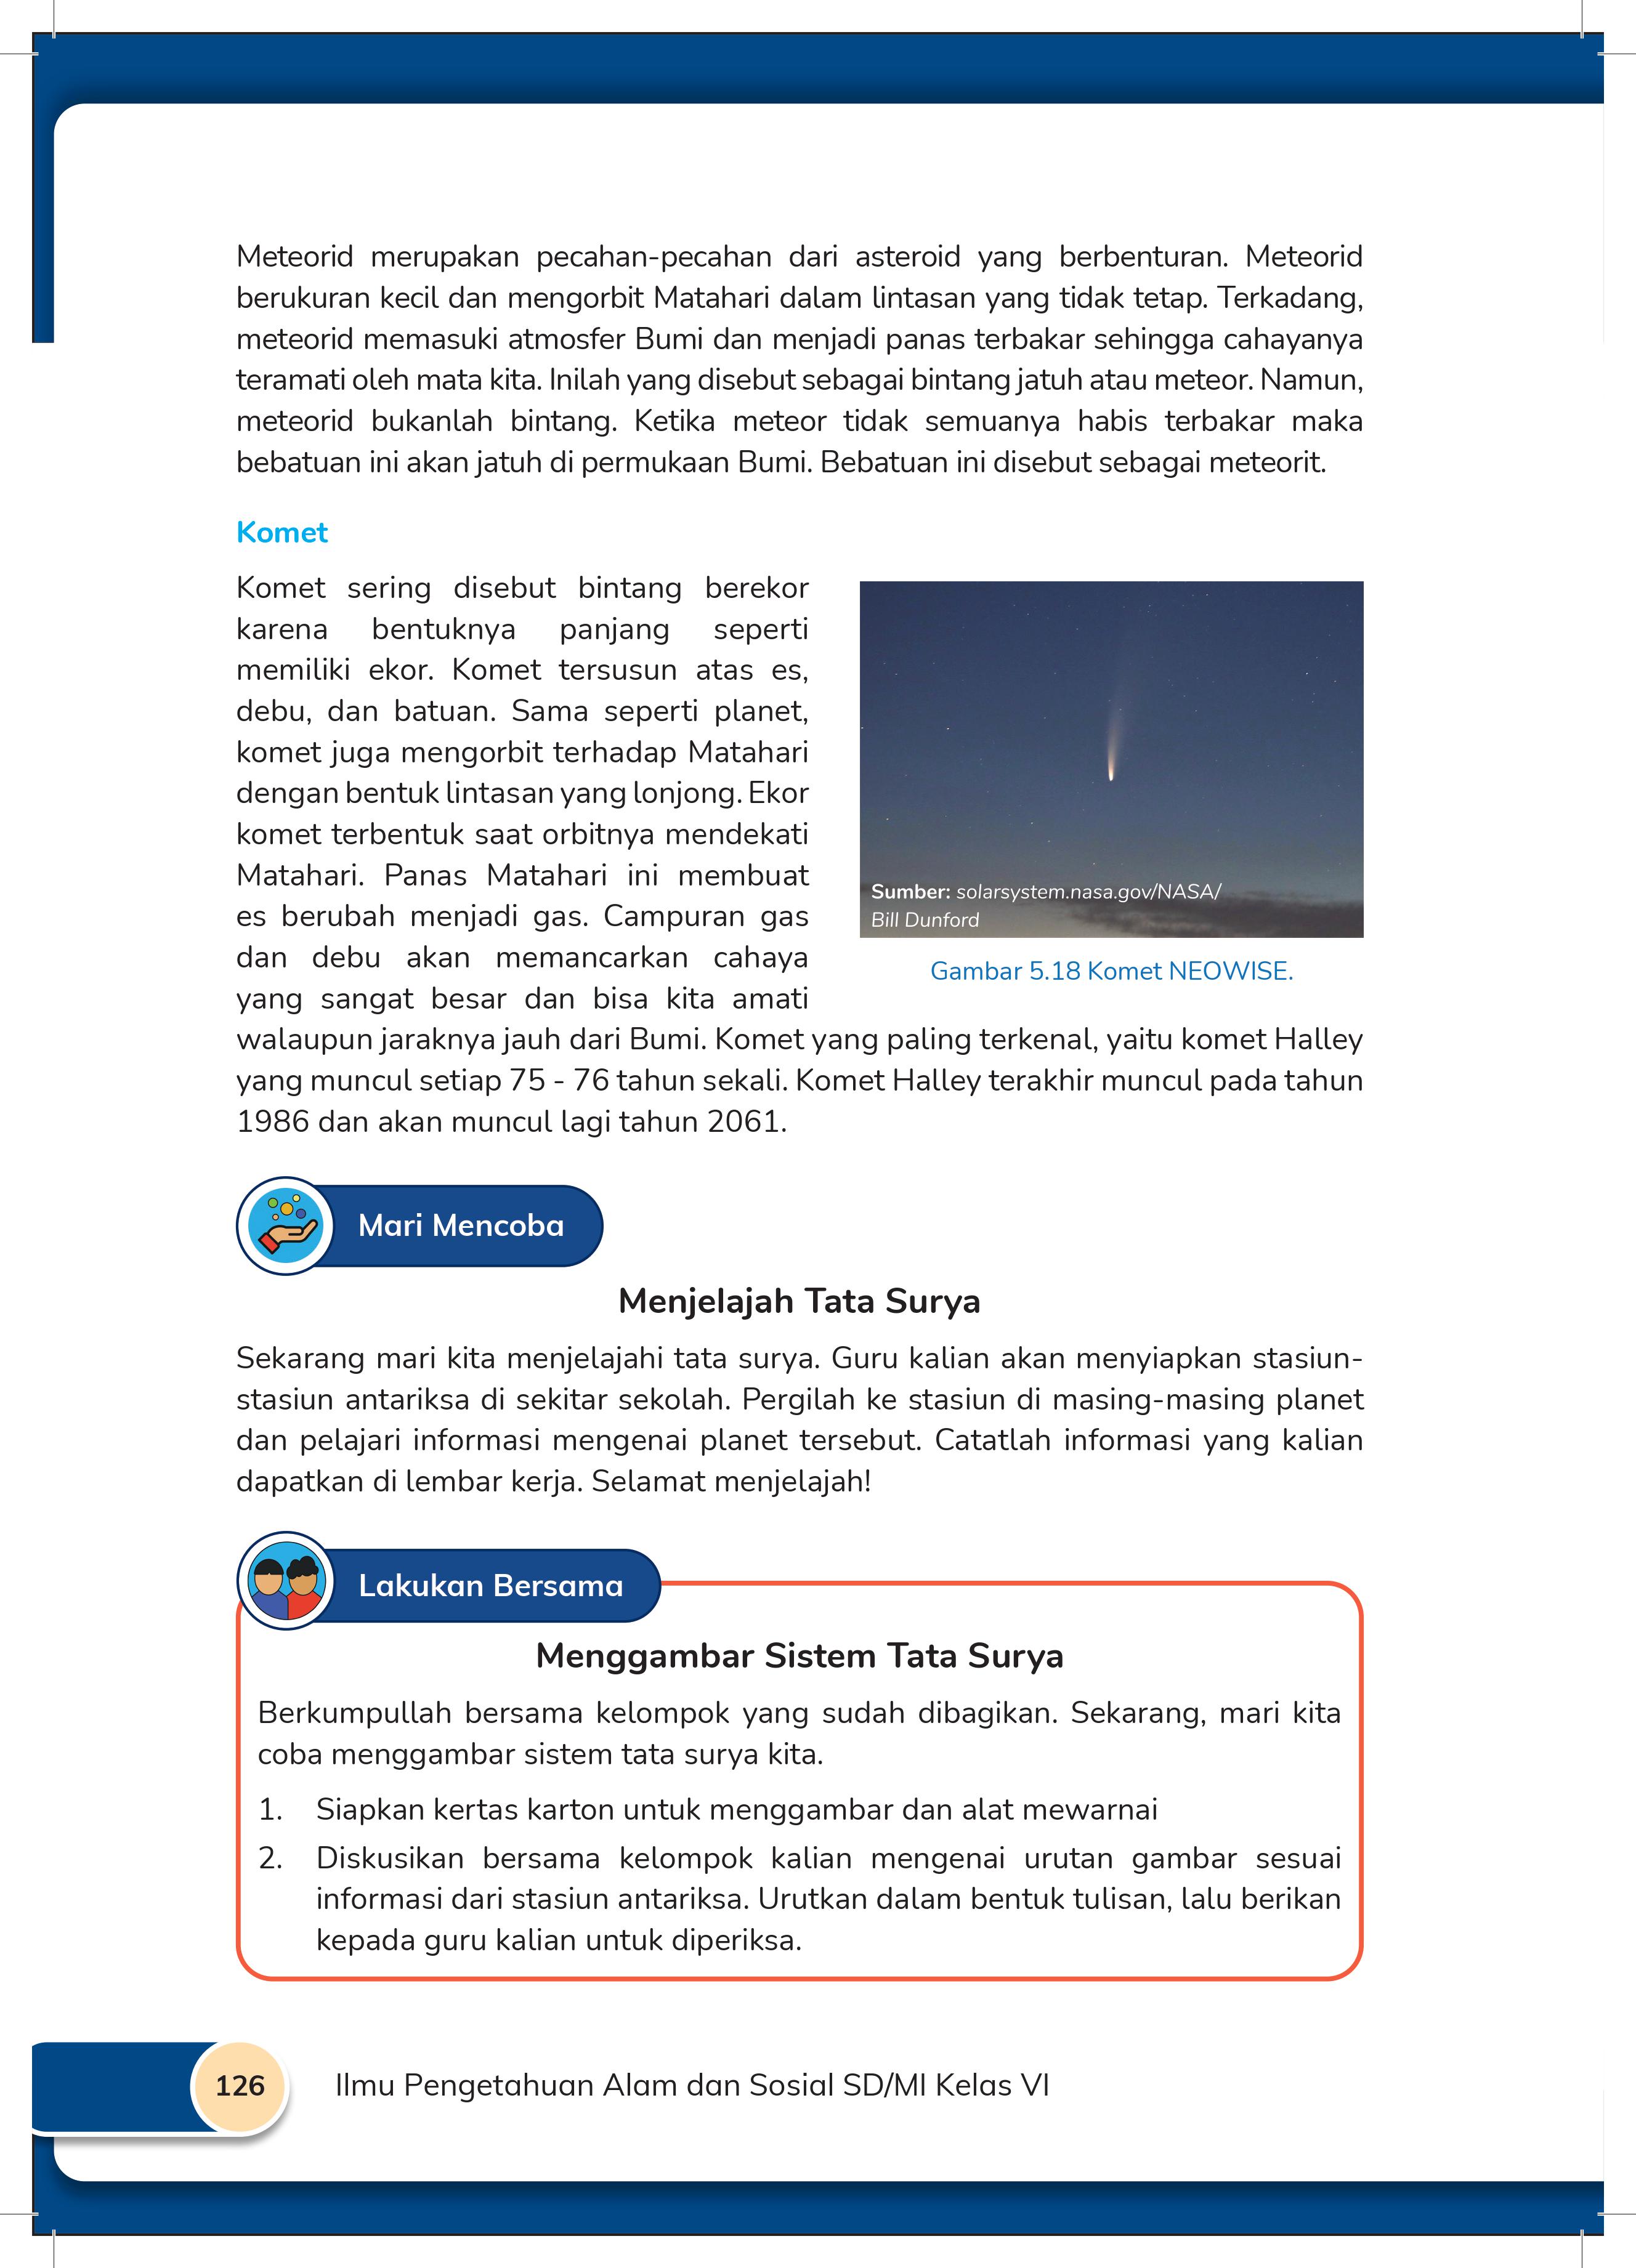 Meteorid merupakan pecahan-pecahan dari asteroid yang berbenturan. Meteorid
berukuran kecil dan mengorbit Matahari dalam lintasan yang tidak tetap. Terkadang,
meteorid memasuki atmosfer Bumi dan menjadi panas terbakar sehingga cahayanya
teramati oleh mata kita. Inilah yang disebut sebagai bintang jatuh atau meteor. Namun,
meteorid bukanlah bintang. Ketika meteor tidak semuanya habis terbakar maka
bebatuan ini akan jatuh di permukaan Bumi. Bebatuan ini disebut sebagai meteorit.
Komet
Komet sering disebut bintang berekor
karena bentuknya panjang seperti
memiliki ekor. Komet tersusun atas es,
debu, dan batuan. Sama seperti planet,
komet juga mengorbit terhadap Matahari
dengan bentuk lintasan yang lonjong. Ekor
komet terbentuk saat orbitnya mendekati
Matahari. Panas Matahari ini membuat
es berubah menjadi gas. Campuran gas
dan debu akan memancarkan cahaya
yang sangat besar dan bisa kita amati
walaupun jaraknya jauh dari Bumi. Komet yang paling terkenal, yaitu komet Halley
yang muncul setiap 75 - 76 tahun sekali. Komet Halley terakhir muncul pada tahun
1986 dan akan muncul lagi tahun 2061.
Sumber: solarsystem.nasa.gov/NASA/
Bill Dunford
Gambar 5.18 Komet NEOWISE.
Mari Mencoba
Menjelajah Tata Surya
Sekarang mari kita menjelajahi tata surya. Guru kalian akan menyiapkan stasiun-
stasiun antariksa di sekitar sekolah. Pergilah ke stasiun di masing-masing planet
dan pelajari informasi mengenai planet tersebut. Catatlah informasi yang kalian
dapatkan di lembar kerja. Selamat menjelajah!
Lakukan Bersama
Menggambar Sistem Tata Surya
Berkumpullah bersama kelompok yang sudah dibagikan. Sekarang, mari kita
coba menggambar sistem tata surya kita.
1. Siapkan kertas karton untuk menggambar dan alat mewarnai
2. Diskusikan bersama kelompok kalian mengenai urutan gambar sesuai
informasi dari stasiun antariksa. Urutkan dalam bentuk tulisan, lalu berikan
kepada guru kalian untuk diperiksa.
126 Ilmu Pengetahuan Alam dan Sosial SD/MI Kelas VI